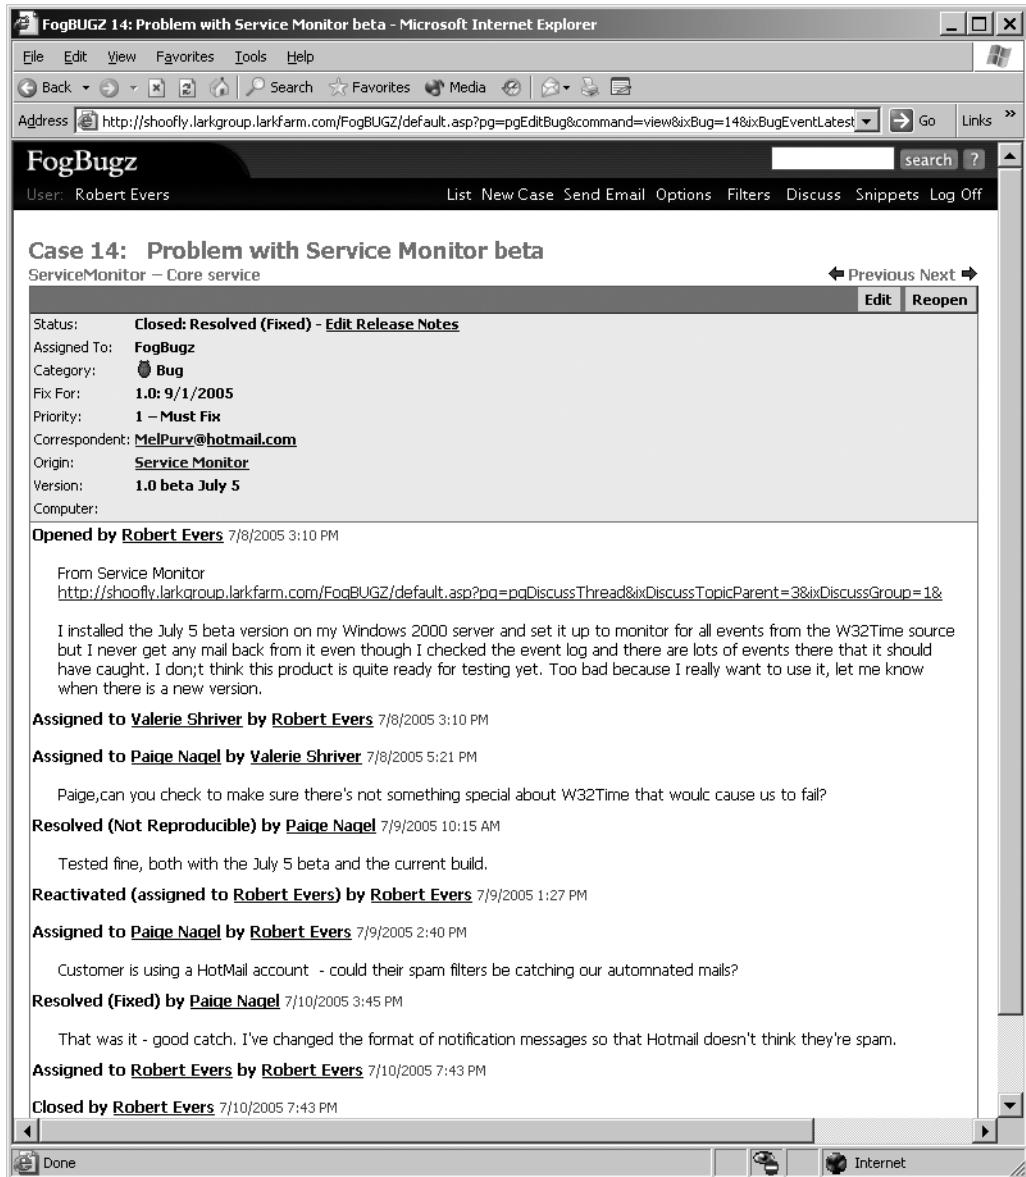 FogBUGZ 14: Problem with Service Monitor beta - Microsoft Internet Explorer
File Edit View Favorites Tools Help
Back Search Favorites Media
Address http://shoofly.larkgroup.larkfarm.com/FogBUGZ/default.asp?pg=pgEditBug&command=view&ixBug=14&ixBugEventLatest Go Links »
FogBugz search ?
User: Robert Evers List New Case Send Email Options Filters Discuss Snippets Log Off
Case 14: Problem with Service Monitor beta
ServiceMonitor – Core service Previous Next
Edit Reopen
Status: Closed: Resolved (Fixed) - Edit Release Notes
Assigned To: FogBugz
Category: Bug
Fix For: 1.0: 9/1/2005
Priority: 1 – Must Fix
Correspondent: MelPurv@hotmail.com
Origin: Service Monitor
Version: 1.0 beta July 5
Computer:
Opened by Robert Evers 7/8/2005 3:10 PM
From Service Monitor
http://shoofly.larkgroup.larkfarm.com/FogBUGZ/default.asp?pg=pgDiscussThread&ixDiscussTopicParent=3&ixDiscussGroup=1&
I installed the July 5 beta version on my Windows 2000 server and set it up to monitor for all events from the W32Time source
but I never get any mail back from it even though I checked the event log and there are lots of events there that it should
have caught. I don;t think this product is quite ready for testing yet. Too bad because I really want to use it, let me know
when there is a new version.
Assigned to Valerie Shriver by Robert Evers 7/8/2005 3:10 PM
Assigned to Paige Nagel by Valerie Shriver 7/8/2005 5:21 PM
Paige,can you check to make sure there's not something special about W32Time that woulc cause us to fail?
Resolved (Not Reproducible) by Paige Nagel 7/9/2005 10:15 AM
Tested fine, both with the July 5 beta and the current build.
Reactivated (assigned to Robert Evers) by Robert Evers 7/9/2005 1:27 PM
Assigned to Paige Nagel by Robert Evers 7/9/2005 2:40 PM
Customer is using a HotMail account - could their spam filters be catching our automnated mails?
Resolved (Fixed) by Paige Nagel 7/10/2005 3:45 PM
That was it - good catch. I've changed the format of notification messages so that Hotmail doesn't think they're spam.
Assigned to Robert Evers by Robert Evers 7/10/2005 7:43 PM
Closed by Robert Evers 7/10/2005 7:43 PM
Done Internet